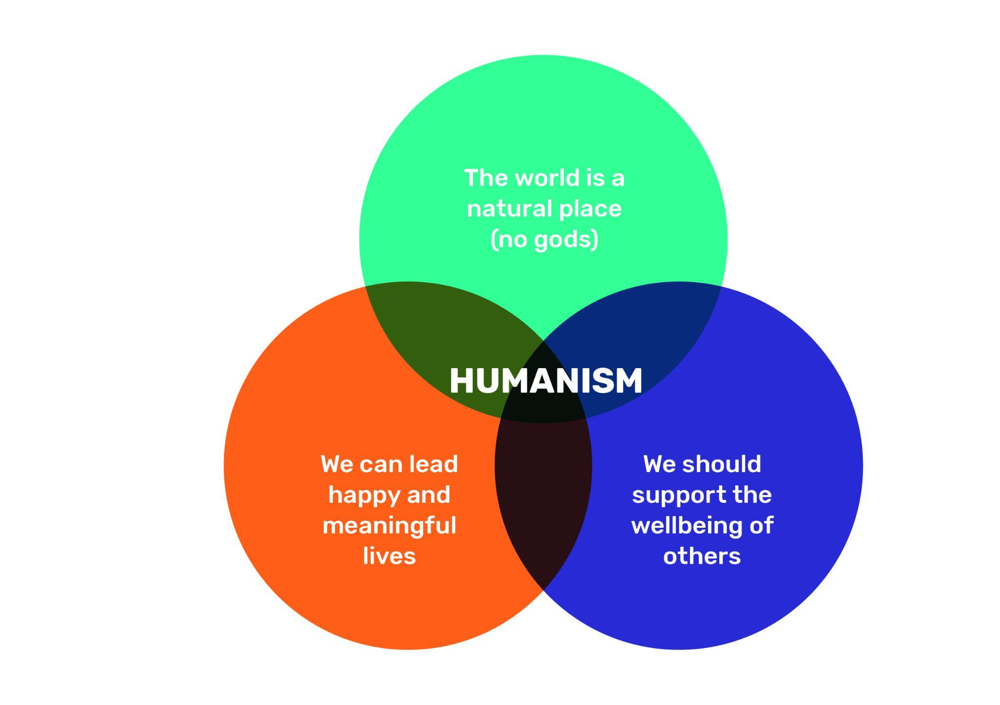 The world is a
natural place
(no gods)
HUMANISM
We can lead
happy and
meaningful
lives
We should
support the
wellbeing of
others